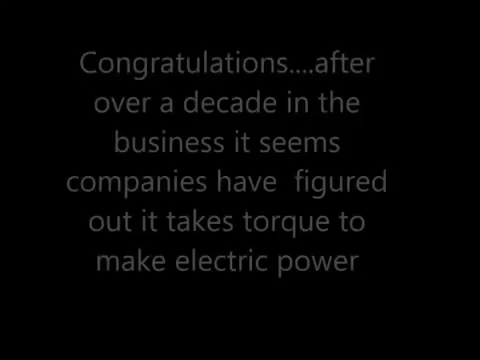 Congratulations....after
over a decade in the
business it seems
companies have  figured
out it takes torque to
make electric power